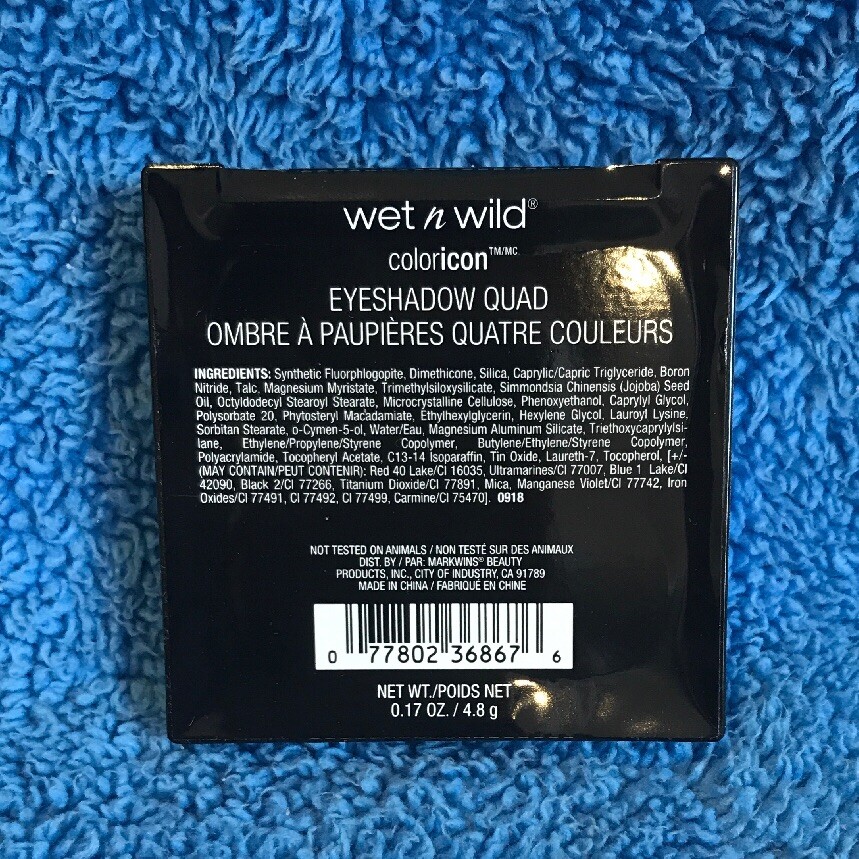 wet n wild®
coloricon™/MC
EYESHADOW QUAD
OMBRE À PAUPIÈRES QUATRE COULEURS
INGREDIENTS: Synthetic Fluorphlogopite, Dimethicone, Silica, Caprylic/Capric Triglyceride, Boron
Nitride, Talc, Magnesium Myristate, Trimethylsiloxysilicate, Simmondsia Chinensis (Jojoba) Seed
Oil, Octyldodecyl Stearoyl Stearate, Microcrystalline Cellulose, Phenoxyethanol, Caprylyl Glycol,
Polysorbate 20, Phytosteryl Macadamiate, Ethylhexylglycerin, Hexylene Glycol, Lauroyl Lysine,
Sorbitan Stearate, o-Cymen-5-ol, Water/Eau, Magnesium Aluminum Silicate, Triethoxycaprylylsi-
lane, Ethylene/Propylene/Styrene Copolymer, Butylene/Ethylene/Styrene Copolymer,
Polyacrylamide, Tocopheryl Acetate, C13-14 Isoparaffin, Tin Oxide, Laureth-7, Tocopherol, [+/-
(MAY CONTAIN/PEUT CONTENIR): Red 40 Lake/CI 16035, Ultramarines/CI 77007, Blue 1 Lake/CI
42090, Black 2/CI 77266, Titanium Dioxide/CI 77891, Mica, Manganese Violet/CI 77742, Iron
Oxides/CI 77491, CI 77492, CI 77499, Carmine/CI 75470]. 0918
NOT TESTED ON ANIMALS / NON TESTÉ SUR DES ANIMAUX
DIST. BY / PAR: MARKWINS® BEAUTY
PRODUCTS, INC., CITY OF INDUSTRY, CA 91789
MADE IN CHINA / FABRIQUÉ EN CHINE
0 77802 36867 6
NET WT./POIDS NET
0.17 OZ. / 4.8 g